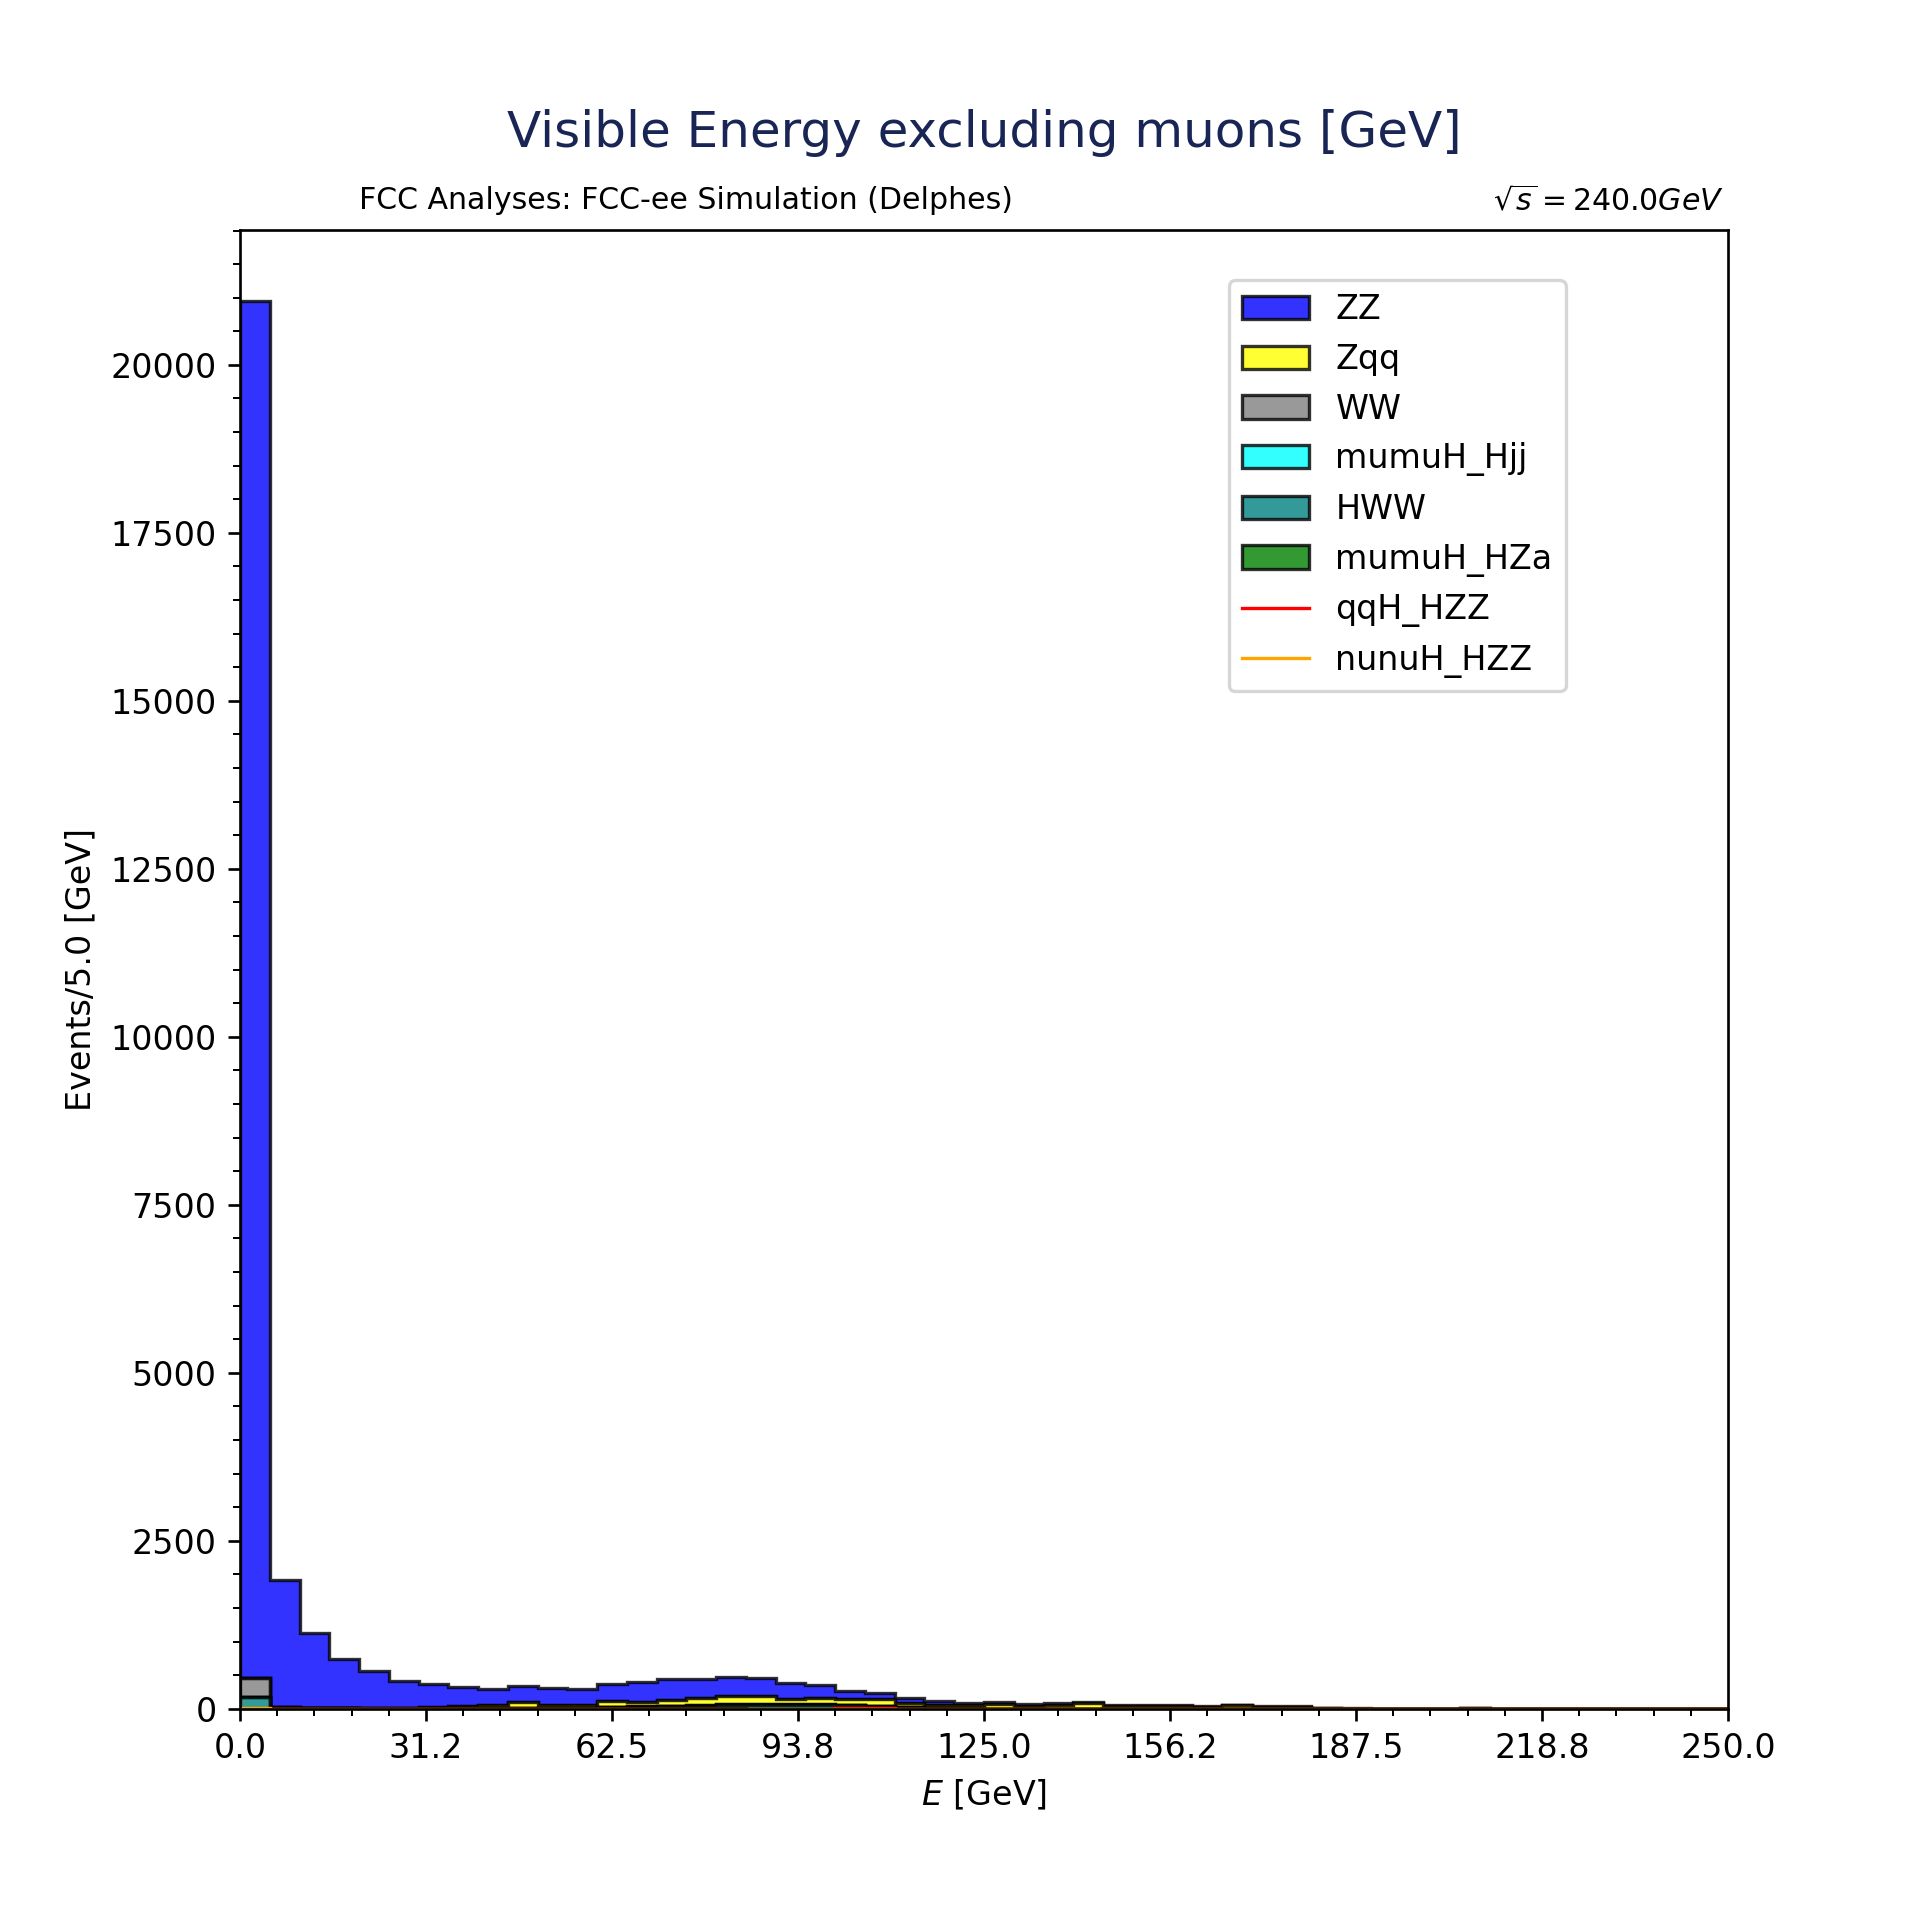 Visible Energy excluding muons [GeV]
FCC Analyses: FCC-ee Simulation (Delphes)
√s = 240.0GeV
ZZ
Zqq
WW
mumuH_Hjj
HWW
mumuH_HZa
qqH_HZZ
nunuH_HZZ
20000
17500
15000
12500
10000
7500
5000
2500
0
Events/5.0 [GeV]
0.0 31.2 62.5 93.8 125.0 156.2 187.5 218.8 250.0
E [GeV]